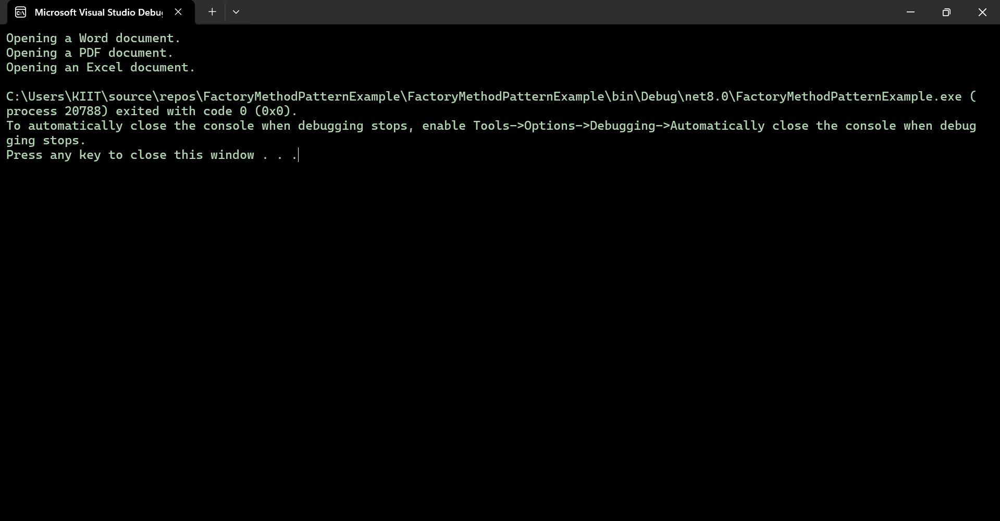 Microsoft Visual Studio Debug
Opening a Word document.
Opening a PDF document.
Opening an Excel document.
C:\Users\KIIT\source\repos\FactoryMethodPatternExample\FactoryMethodPatternExample\bin\Debug\net8.0\FactoryMethodPatternExample.exe (
process 20788) exited with code 0 (0x0).
To automatically close the console when debugging stops, enable Tools->Options->Debugging->Automatically close the console when debug
ging stops.
Press any key to close this window . . .